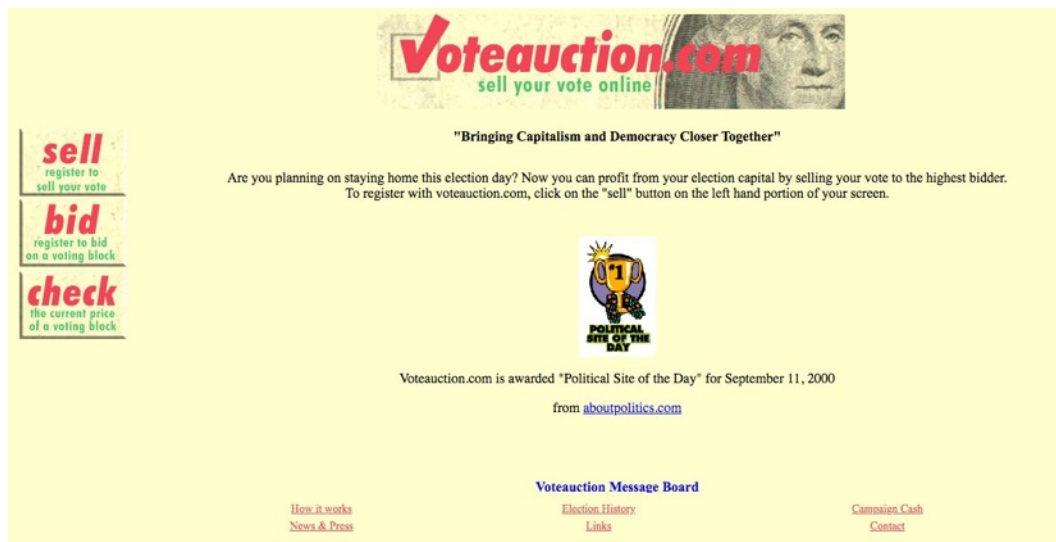 Voteauction.com
sell your vote online
"Bringing Capitalism and Democracy Closer Together"
sell
register to
sell your vote
bid
register to bid
on a voting block
check
the current price
of a voting block
Are you planning on staying home this election day? Now you can profit from your election capital by selling your vote to the highest bidder.
To register with voteauction.com, click on the "sell" button on the left hand portion of your screen.
#1
POLITICAL
SITE OF THE
DAY
Voteauction.com is awarded "Political Site of the Day" for September 11, 2000
from aboutpolitics.com
Voteauction Message Board
How it works Election History Campaign Cash
News & Press Links Contact